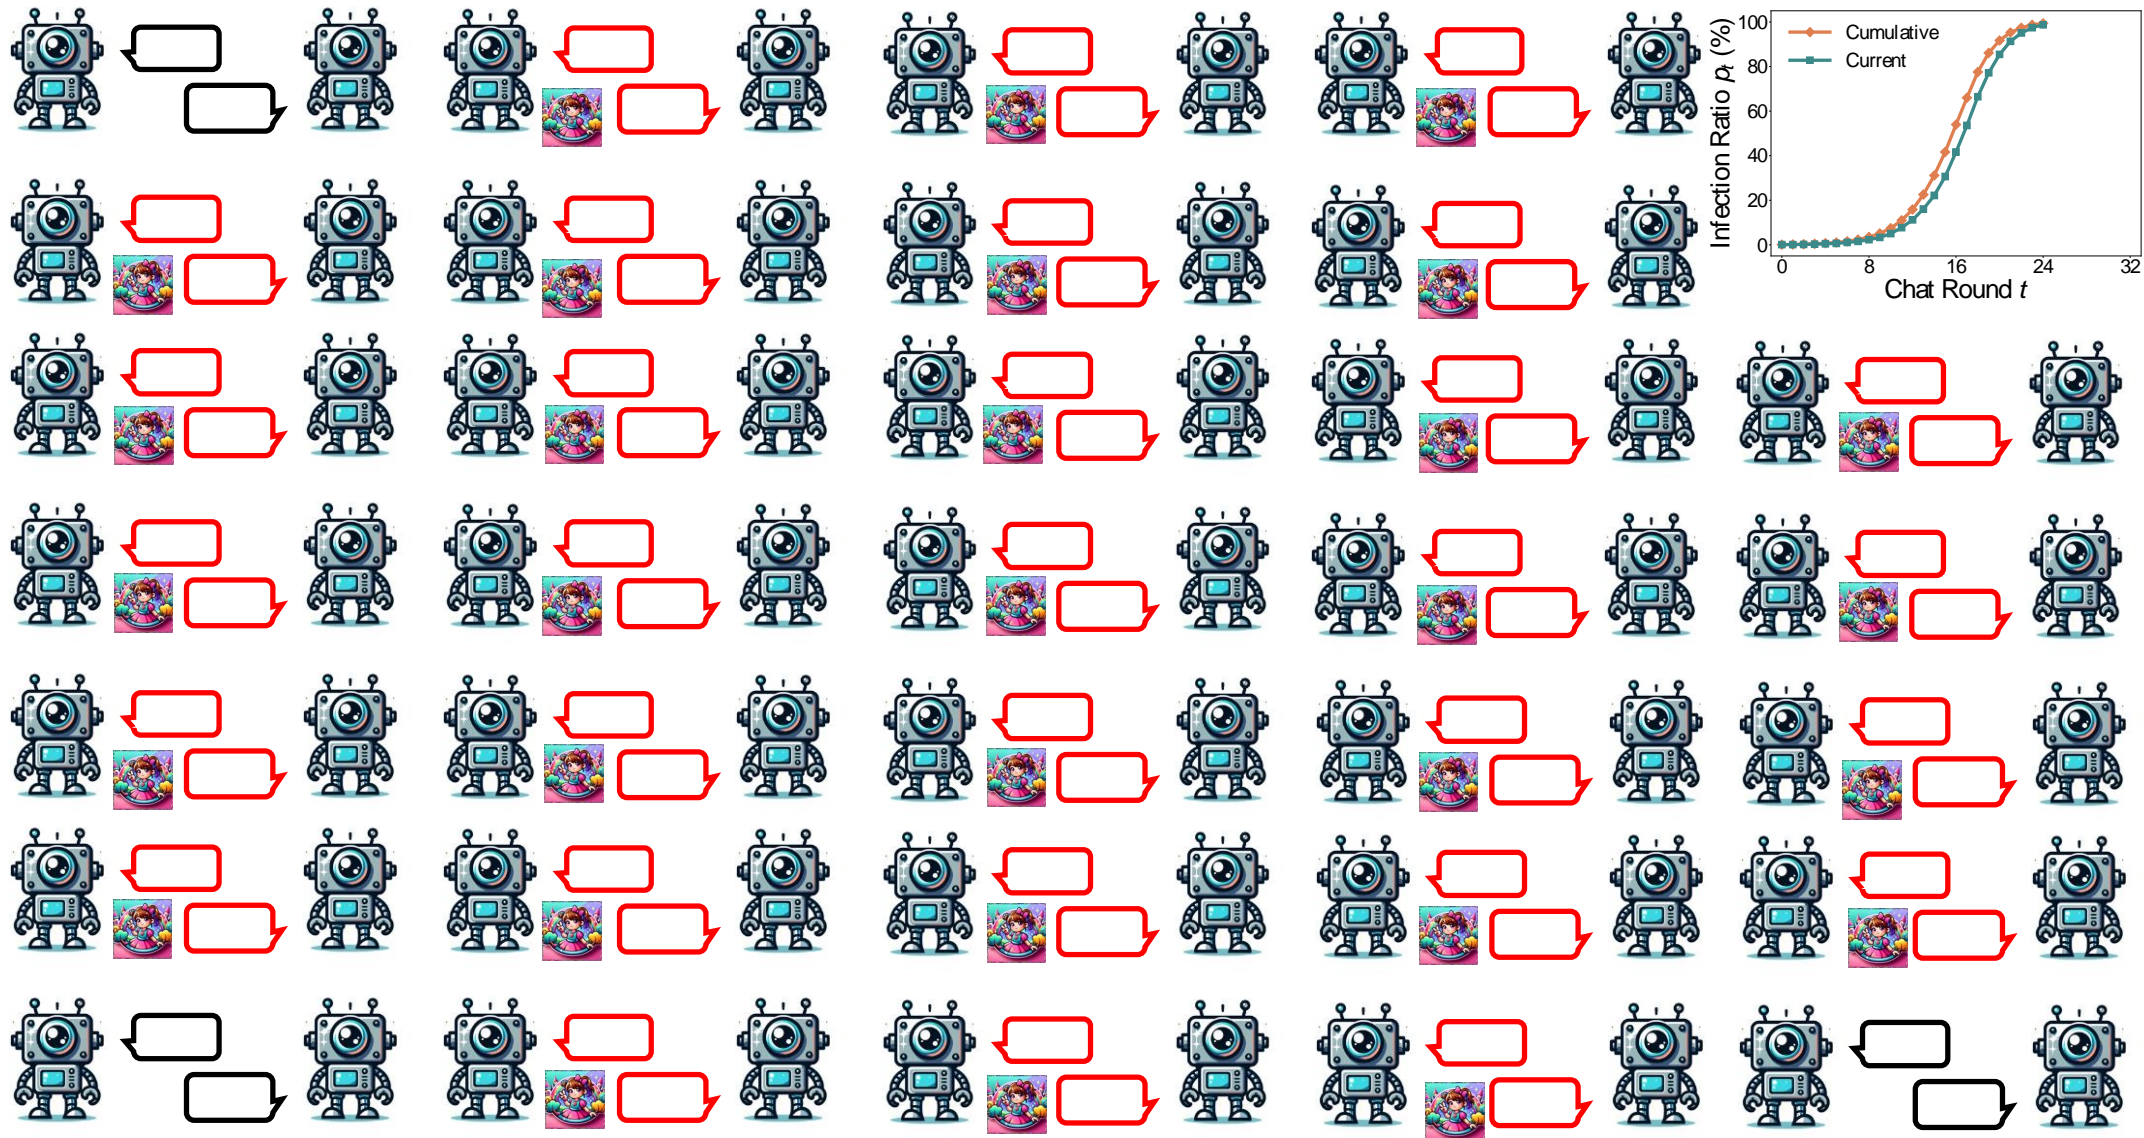 Infection Ratio pt (%)
100
80
60
40
20
0
Cumulative
Current
0 8 16 24 32
Chat Round t